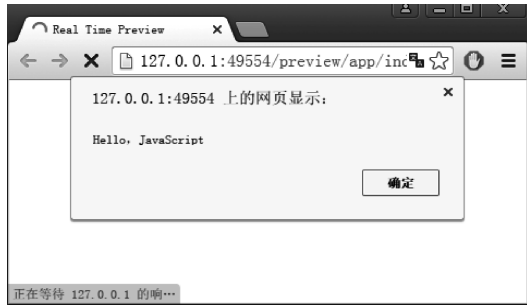 Real Time Preview
127.0.0.1:49554/preview/app/inc
127.0.0.1:49554 上的网页显示:
Hello, JavaScript
确定
正在等待 127.0.0.1 的响…